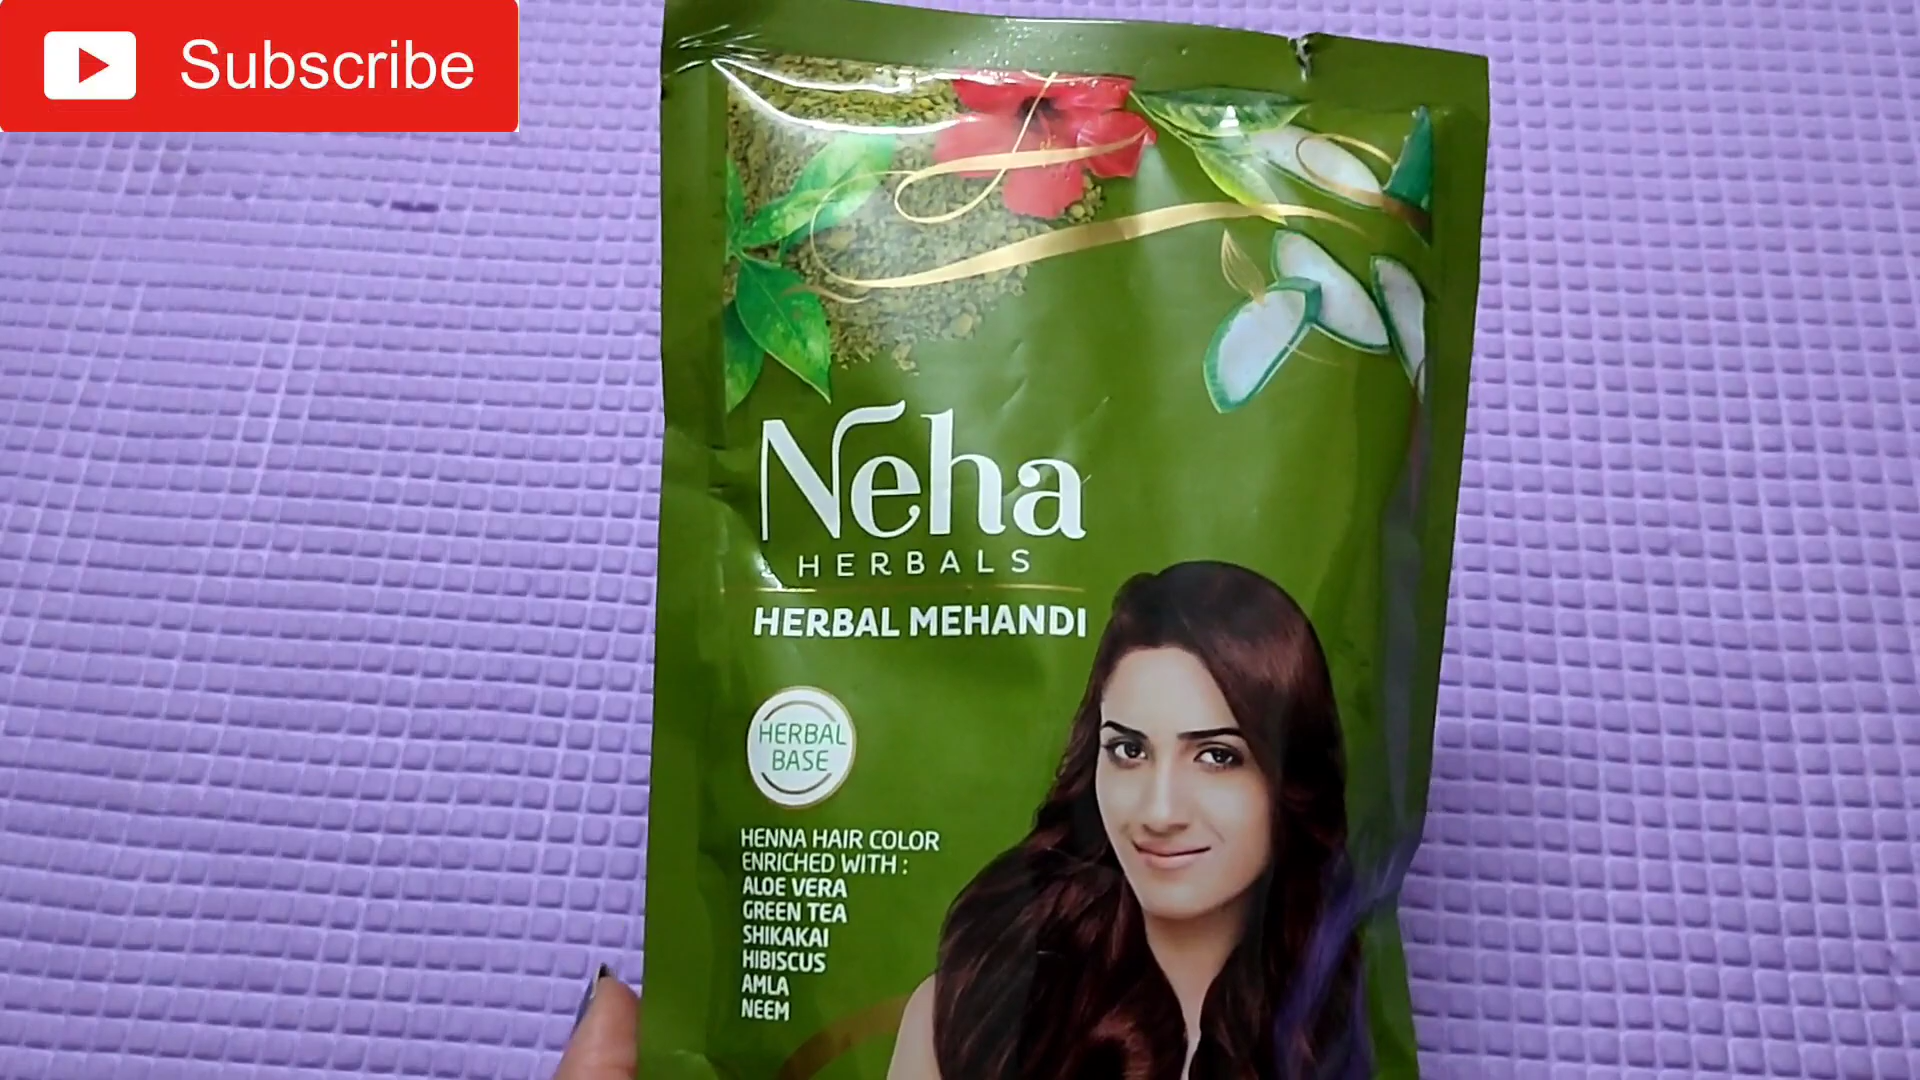 Subscribe
Neha
HERBALS
HERBAL MEHANDI
HERBAL
BASE
HENNA HAIR COLOR
ENRICHED WITH :
ALOE VERA
GREEN TEA
SHIKAKAI
HIBISCUS
AMLA
NEEM